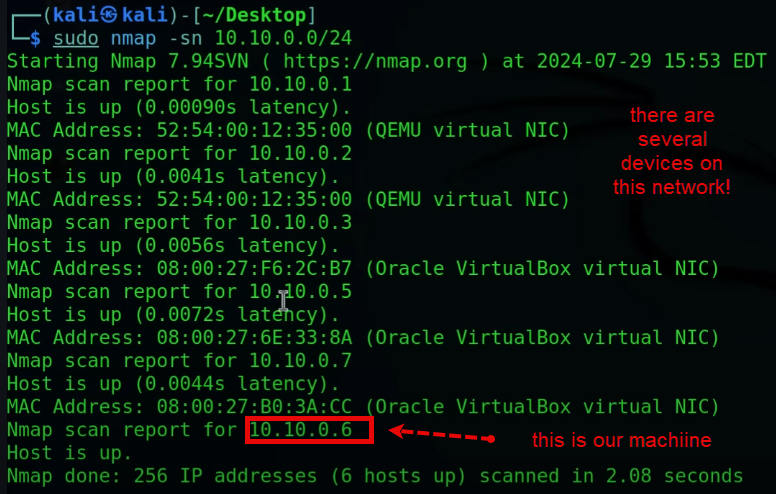 ┌──(kali㉿kali)-[~/Desktop]
└─$ sudo nmap -sn 10.10.0.0/24
Starting Nmap 7.94SVN ( https://nmap.org ) at 2024-07-29 15:53 EDT
Nmap scan report for 10.10.0.1
Host is up (0.00090s latency).
MAC Address: 52:54:00:12:35:00 (QEMU virtual NIC)
Nmap scan report for 10.10.0.2
Host is up (0.0041s latency).
MAC Address: 52:54:00:12:35:00 (QEMU virtual NIC)
Nmap scan report for 10.10.0.3
Host is up (0.0056s latency).
MAC Address: 08:00:27:F6:2C:B7 (Oracle VirtualBox virtual NIC)
Nmap scan report for 10.10.0.5
Host is up (0.0072s latency).
MAC Address: 08:00:27:6E:33:8A (Oracle VirtualBox virtual NIC)
Nmap scan report for 10.10.0.7
Host is up (0.0044s latency).
MAC Address: 08:00:27:B0:3A:CC (Oracle VirtualBox virtual NIC)
Nmap scan report for 10.10.0.6
Host is up.
Nmap done: 256 IP addresses (6 hosts up) scanned in 2.08 seconds
there are
several
devices on
this network!
this is our machiine